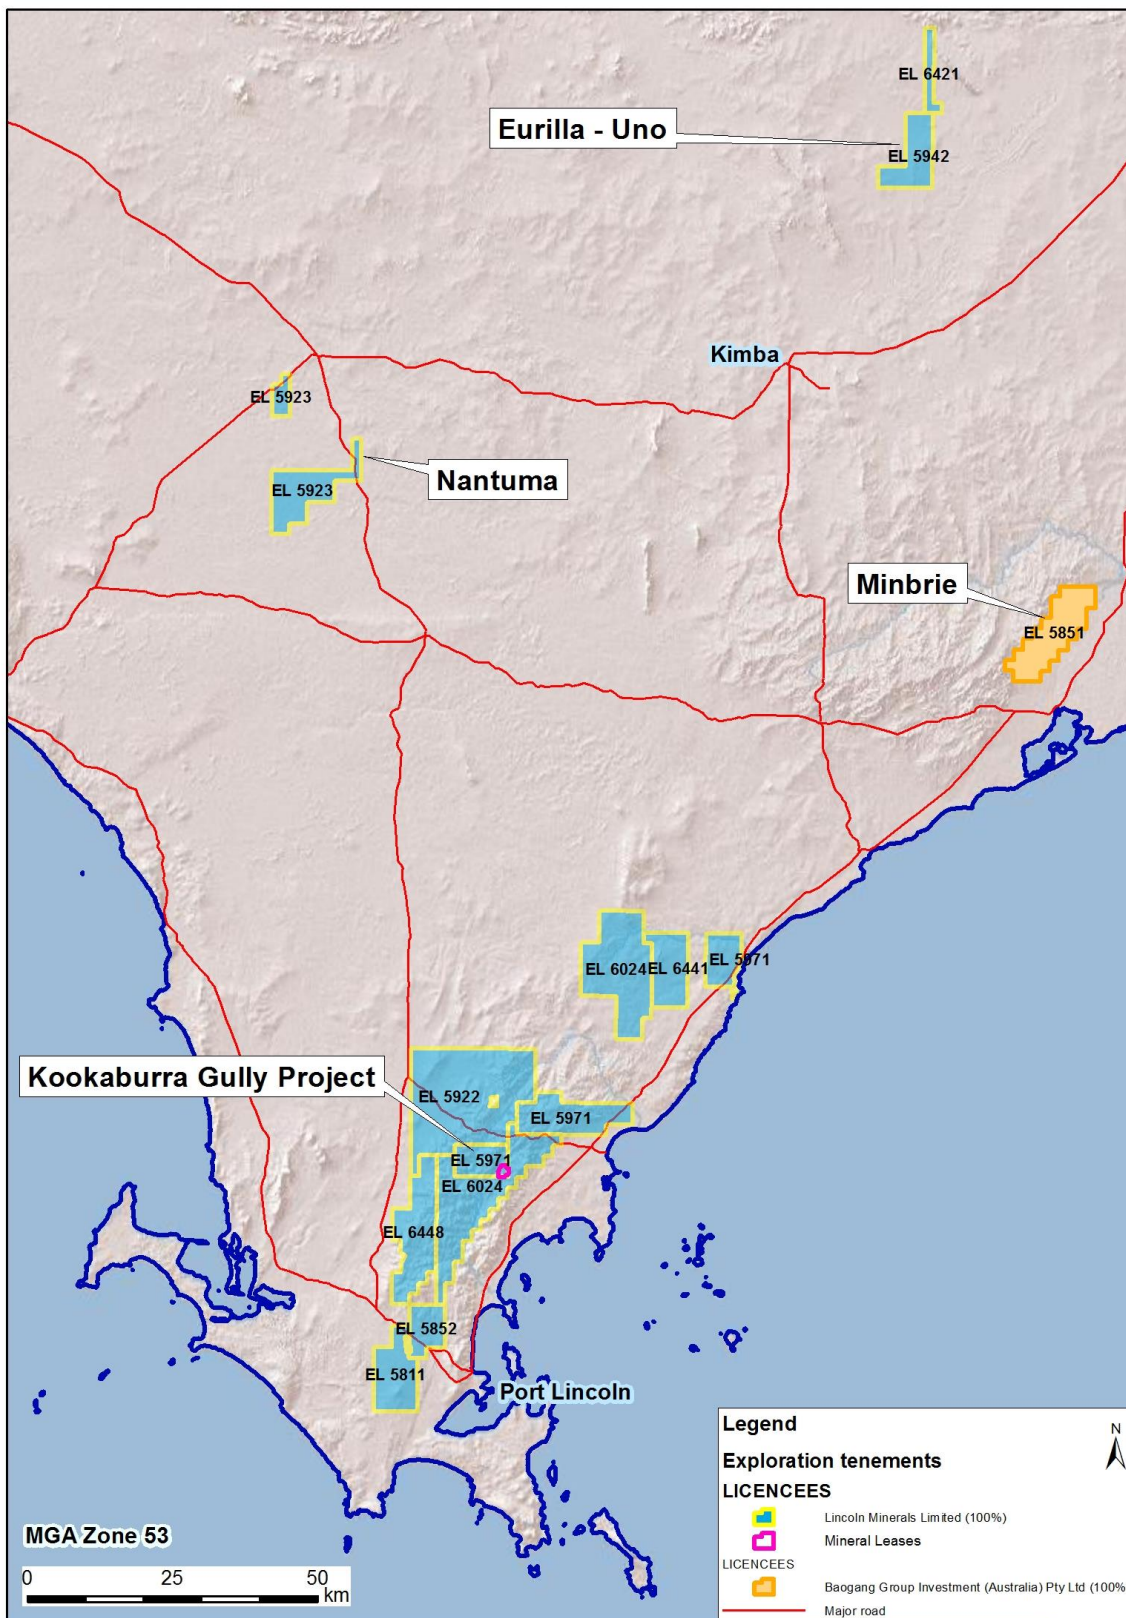 EL 6421
Eurilla - Uno
EL 5942
Kimba
EL 5923
Nantuma
EL 5923
Minbrie
EL 5851
EL 5971
EL 6024
EL 6441
Kookaburra Gully Project
EL 5922
EL 5971
EL 5971
EL 6024
EL 6448
EL 5852
EL 5811
Port Lincoln
MGA Zone 53
0 25 50
km
Legend
N
Exploration tenements
LICENCEES
Lincoln Minerals Limited (100%)
Mineral Leases
LICENCEES
Baogang Group Investment (Australia) Pty Ltd (100%
Major road